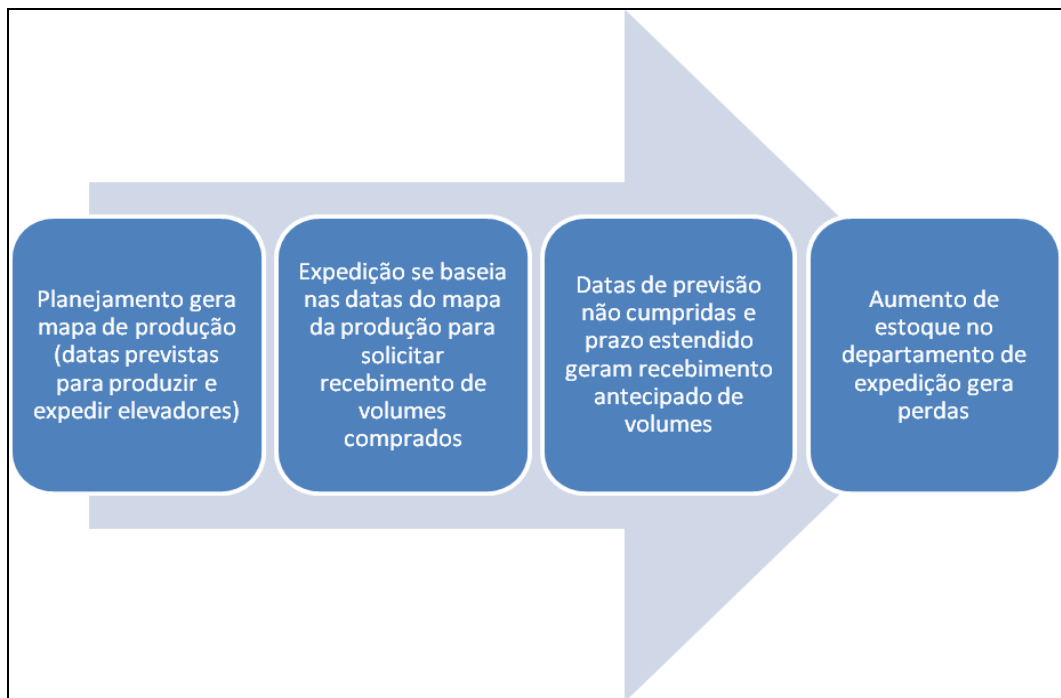 Planejamento gera
mapa de produção
(datas previstas
para produzir e
expedir elevadores)
Expedição se baseia
nas datas do mapa
da produção para
solicitar
recebimento de
volumes
comprados
Datas de previsão
não cumpridas e
prazo estendido
geram recebimento
antecipado de
volumes
Aumento de
estoque no
departamento de
expedição gera
perdas